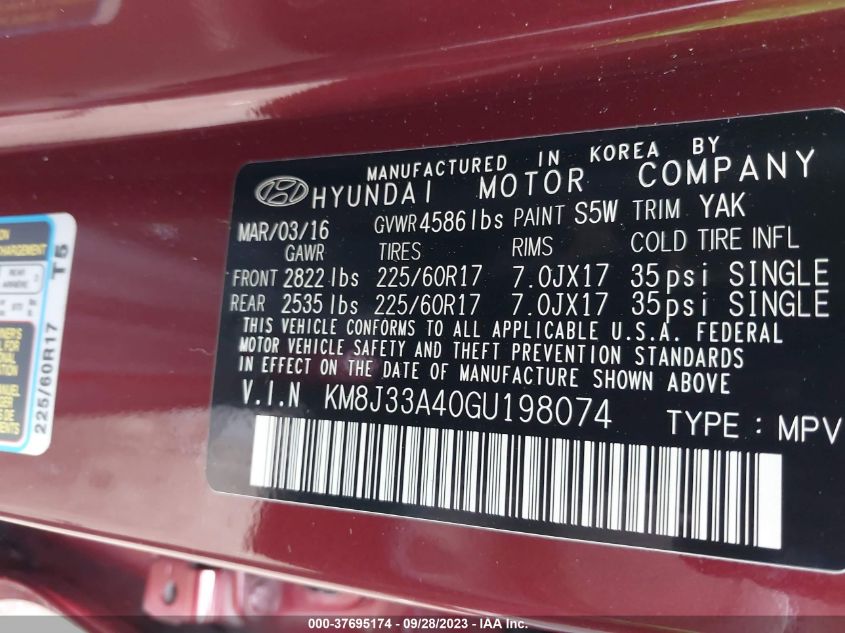 MANUFACTURED IN KOREA BY
HYUNDAI MOTOR COMPANY
MAR/03/16 GVWR 4586 lbs PAINT S5W TRIM YAK
GAWR TIRES RIMS COLD TIRE INFL
FRONT 2822 lbs 225/60R17 7.0JX17 35psi SINGLE
REAR 2535 lbs 225/60R17 7.0JX17 35psi SINGLE
THIS VEHICLE CONFORMS TO ALL APPLICABLE U.S.A. FEDERAL
MOTOR VEHICLE SAFETY AND THEFT PREVENTION STANDARDS
IN EFFECT ON THE DATE OF MANUFACTURE SHOWN ABOVE
V.I.N KM8J33A40GU198074 TYPE : MPV
CHARGEMENT
REAR
T5
225/60R17
000-37695174 / 09/28/2023 - IAA Inc.